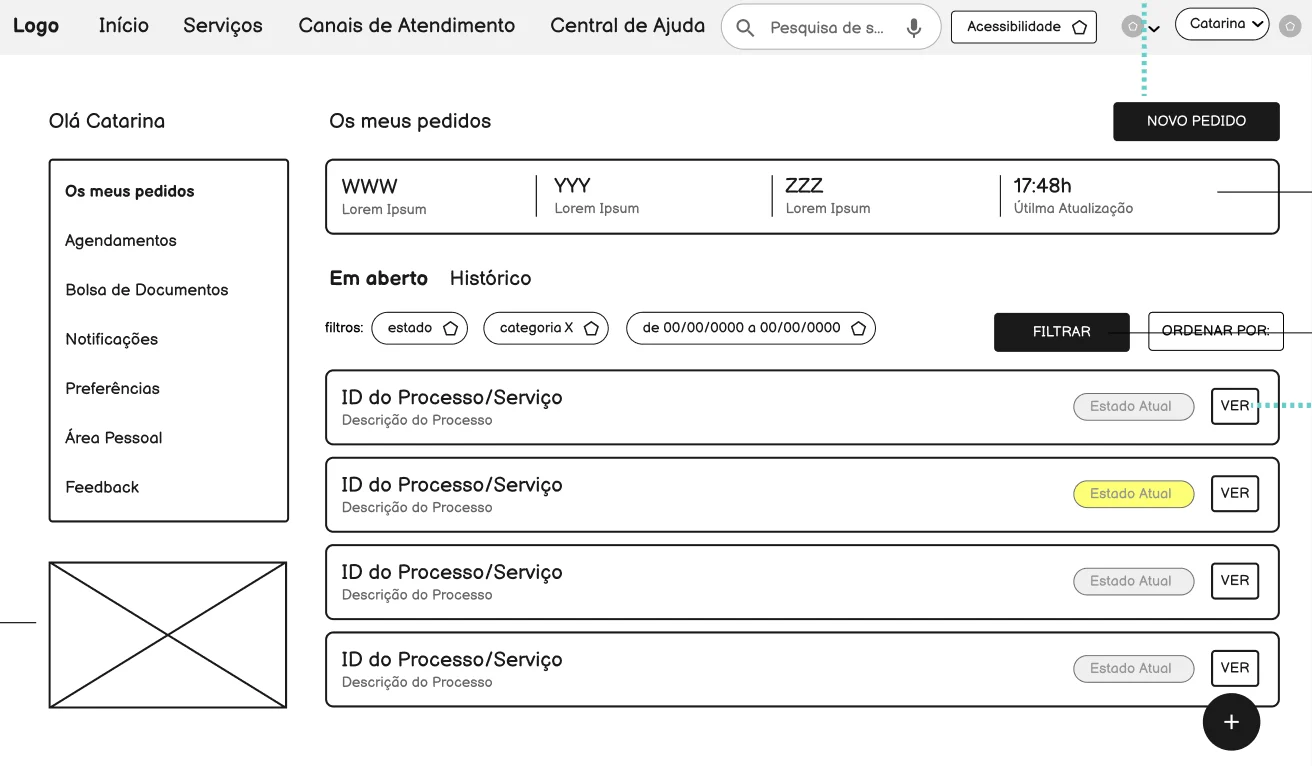 Logo Início Serviços Canais de Atendimento Central de Ajuda Pesquisa de s... Acessibilidade Catarina
Olá Catarina
Os meus pedidos
NOVO PEDIDO
Os meus pedidos
Agendamentos
Bolsa de Documentos
Notificações
Preferências
Área Pessoal
Feedback
WWW
Lorem Ipsum
YYY
Lorem Ipsum
ZZZ
Lorem Ipsum
17:48h
Útilma Atualização
Em aberto Histórico
filtros: estado categoria X de 00/00/0000 a 00/00/0000 FILTRAR ORDENAR POR:
ID do Processo/Serviço
Descrição do Processo
Estado Atual VER
ID do Processo/Serviço
Descrição do Processo
Estado Atual VER
ID do Processo/Serviço
Descrição do Processo
Estado Atual VER
ID do Processo/Serviço
Descrição do Processo
Estado Atual VER
+